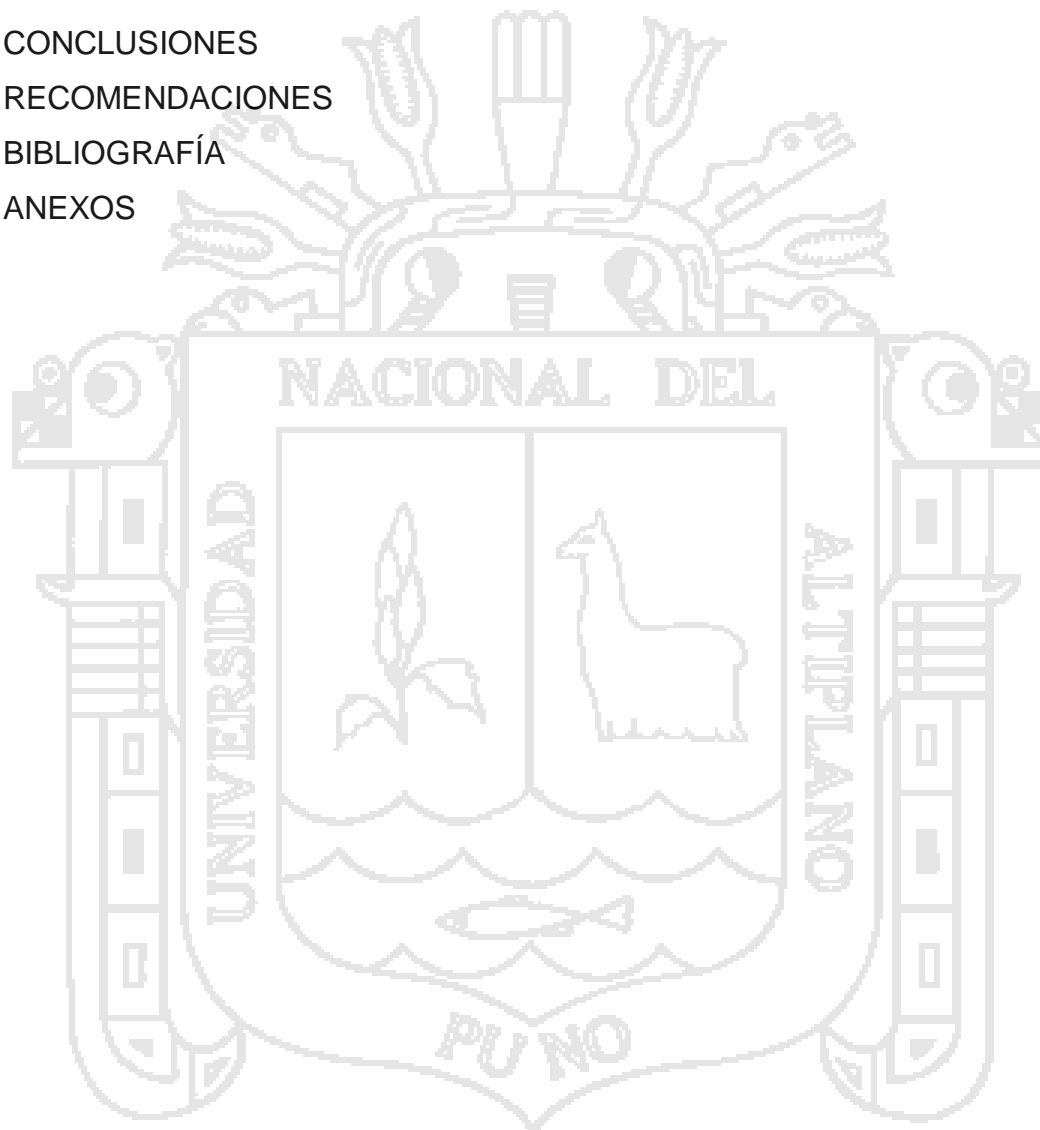 CONCLUSIONES
RECOMENDACIONES
BIBLIOGRAFÍA
ANEXOS
NACIONAL DEL
UNIVERSIDAD
ALTIPLANO
PUNO